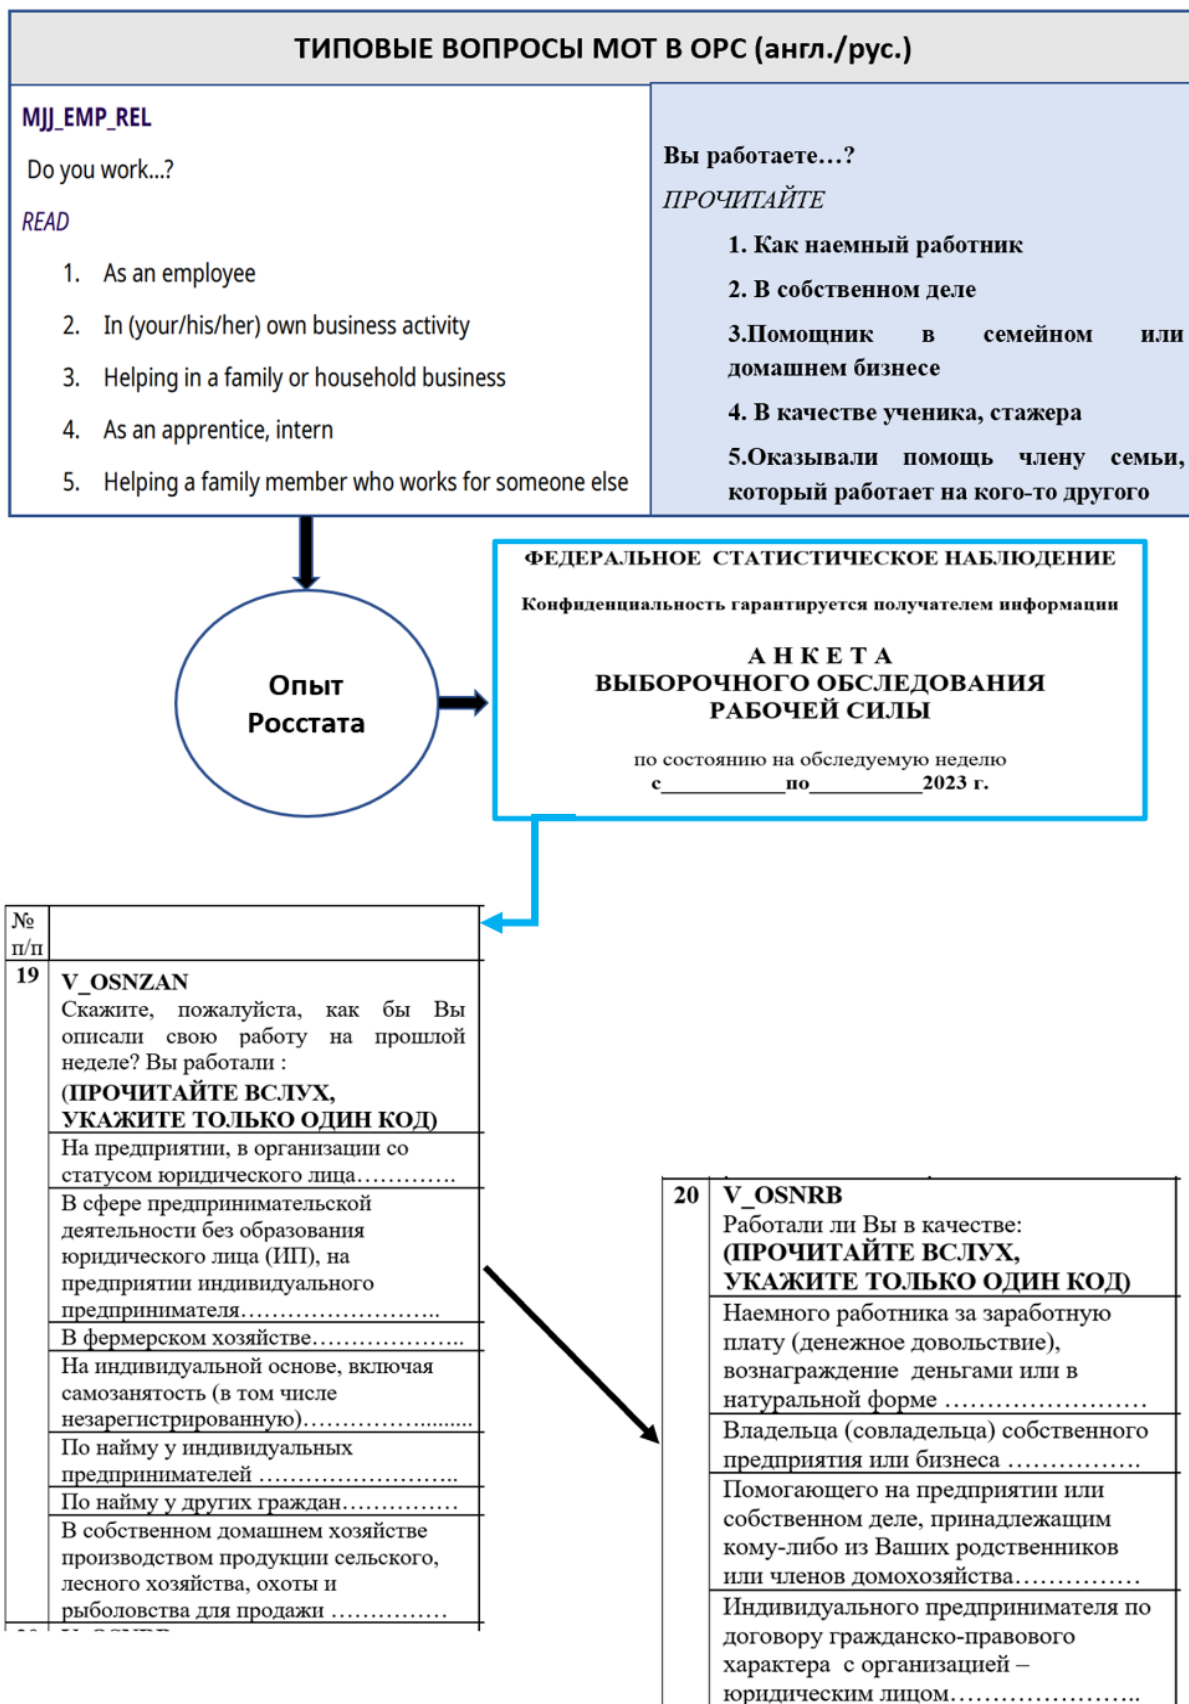 ТИПОВЫЕ ВОПРОСЫ МОТ В ОРС (англ./рус.)
MJJ_EMP_REL
Do you work...?
READ
1. As an employee
2. In (your/his/her) own business activity
3. Helping in a family or household business
4. As an apprentice, intern
5. Helping a family member who works for someone else
Вы работаете…?
ПРОЧИТАЙТЕ
1. Как наемный работник
2. В собственном деле
3.Помощник в семейном или
домашнем бизнесе
4. В качестве ученика, стажера
5.Оказывали помощь члену семьи,
который работает на кого-то другого
Опыт
Росстата
ФЕДЕРАЛЬНОЕ СТАТИСТИЧЕСКОЕ НАБЛЮДЕНИЕ
Конфиденциальность гарантируется получателем информации
А Н К Е Т А
ВЫБОРОЧНОГО ОБСЛЕДОВАНИЯ
РАБОЧЕЙ СИЛЫ
по состоянию на обследуемую неделю
с___________по__________2023 г.
№
п/п
19 V_OSNZAN
Скажите, пожалуйста, как бы Вы
описали свою работу на прошлой
неделе? Вы работали :
(ПРОЧИТАЙТЕ ВСЛУХ,
УКАЖИТЕ ТОЛЬКО ОДИН КОД)
На предприятии, в организации со
статусом юридического лица………….
В сфере предпринимательской
деятельности без образования
юридического лица (ИП), на
предприятии индивидуального
предпринимателя……………………..
В фермерском хозяйстве………………..
На индивидуальной основе, включая
самозанятость (в том числе
незарегистрированную)…………….........
По найму у индивидуальных
предпринимателей ……………………..
По найму у других граждан……………
В собственном домашнем хозяйстве
производством продукции сельского,
лесного хозяйства, охоты и
рыболовства для продажи ……………
20 V_OSNRB
Работали ли Вы в качестве:
(ПРОЧИТАЙТЕ ВСЛУХ,
УКАЖИТЕ ТОЛЬКО ОДИН КОД)
Наемного работника за заработную
плату (денежное довольствие),
вознаграждение деньгами или в
натуральной форме ……………………
Владельца (совладельца) собственного
предприятия или бизнеса …………..
Помогающего на предприятии или
собственном деле, принадлежащим
кому-либо из Ваших родственников
или членов домохозяйства……………
Индивидуального предпринимателя по
договору гражданско-правового
характера с организацией –
юридическим лицом…………………..